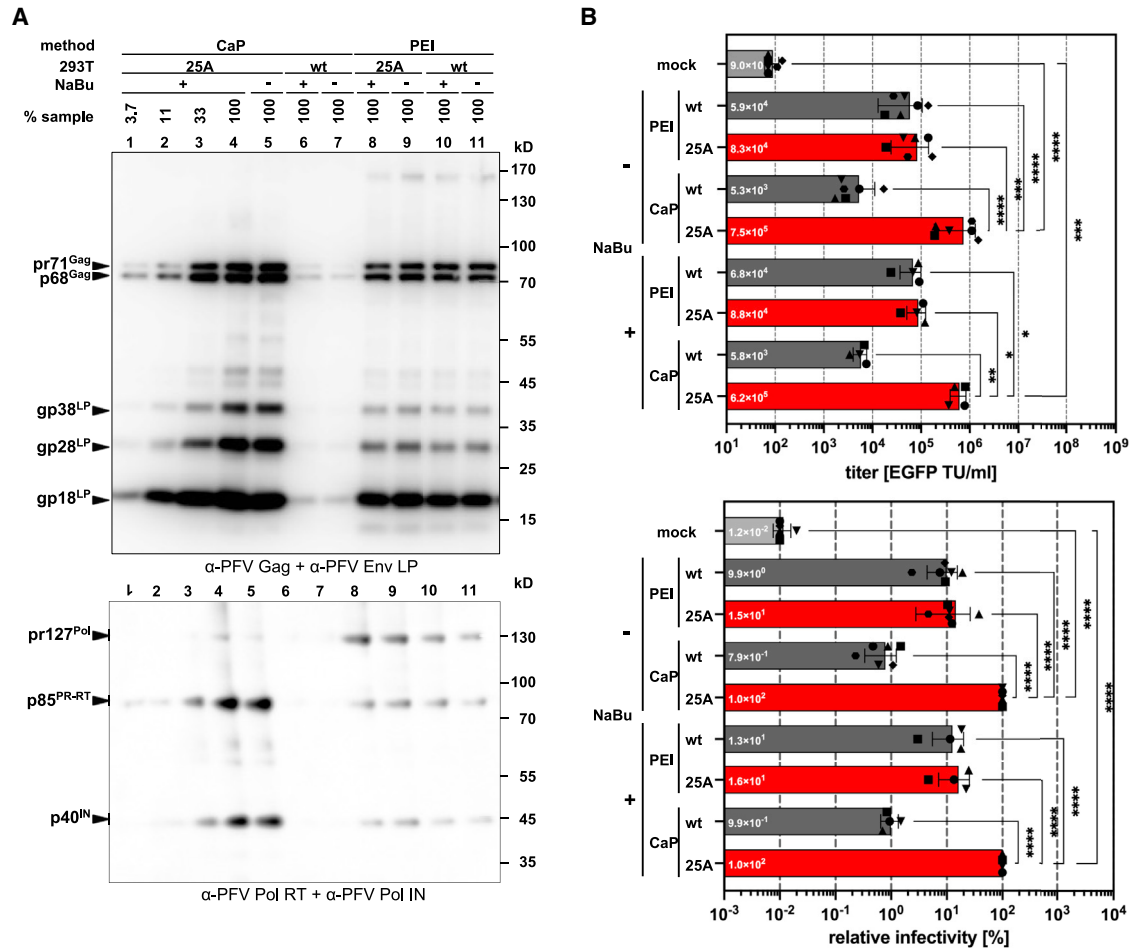 A
method CaP PEI
293T 25A wt 25A wt
NaBu + - + - + - + -
% sample 3.7 11 33 100 100 100 100 100 100 100 100
1 2 3 4 5 6 7 8 9 10 11
kD
170
130
100
pr71Gag
p68Gag
70
55
45
gp38LP
35
gp28LP
25
gp18LP
15
α-PFV Gag + α-PFV Env LP
1 2 3 4 5 6 7 8 9 10 11
kD
pr127Pol
130
100
p85PR-RT
70
55
p40IN
45
35
α-PFV Pol RT + α-PFV Pol IN
B
mock 9.0×10
NaBu
-
PEI
wt 5.9×10⁴
25A 8.3×10⁴
CaP
wt 5.3×10³
25A 7.5×10⁵
+
PEI
wt 6.8×10⁴
25A 8.8×10⁴
CaP
wt 5.8×10³
25A 6.2×10⁵
**** *** **** **** *** ** * *
10¹ 10² 10³ 10⁴ 10⁵ 10⁶ 10⁷ 10⁸ 10⁹
titer [EGFP TU/ml]
mock 1.2×10⁻²
NaBu
-
PEI
wt 9.9×10⁰
25A 1.5×10¹
CaP
wt 7.9×10⁻¹
25A 1.0×10²
+
PEI
wt 1.3×10¹
25A 1.6×10¹
CaP
wt 9.9×10⁻¹
25A 1.0×10²
**** **** **** **** **** **** **** ****
10⁻³ 10⁻² 10⁻¹ 10⁰ 10¹ 10² 10³ 10⁴
relative infectivity [%]